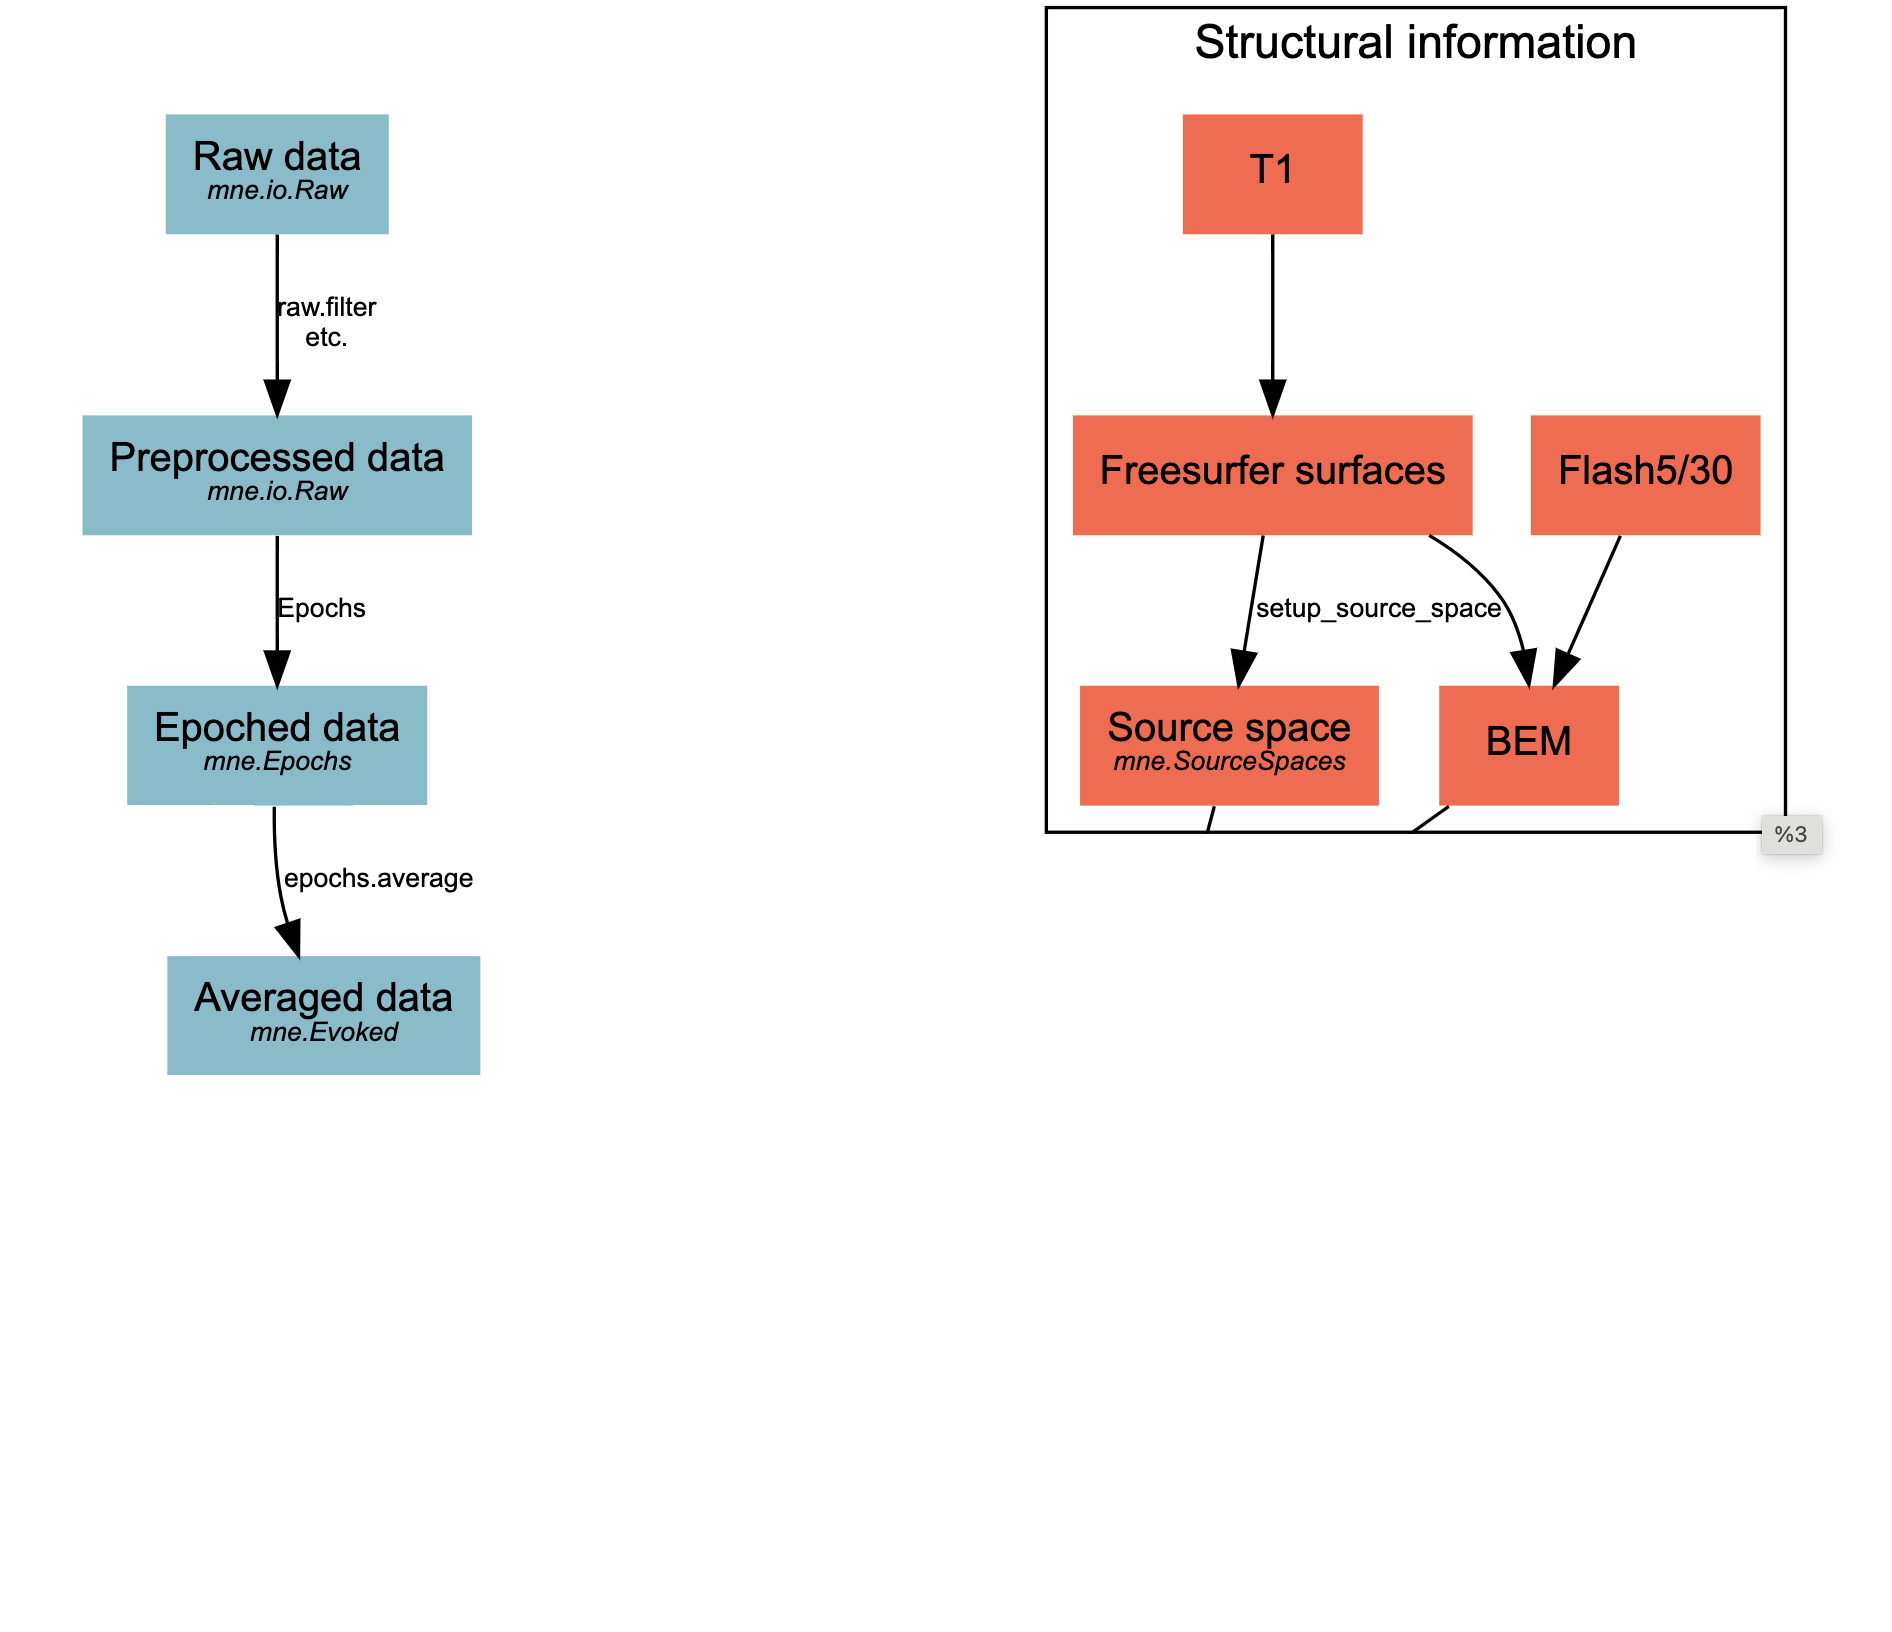 Structural information
Raw data
mne.io.Raw
T1
raw.filter
etc.
Preprocessed data
mne.io.Raw
Freesurfer surfaces
Flash5/30
Epochs
setup_source_space
Epoched data
mne.Epochs
Source space
mne.SourceSpaces
BEM
%3
epochs.average
Averaged data
mne.Evoked